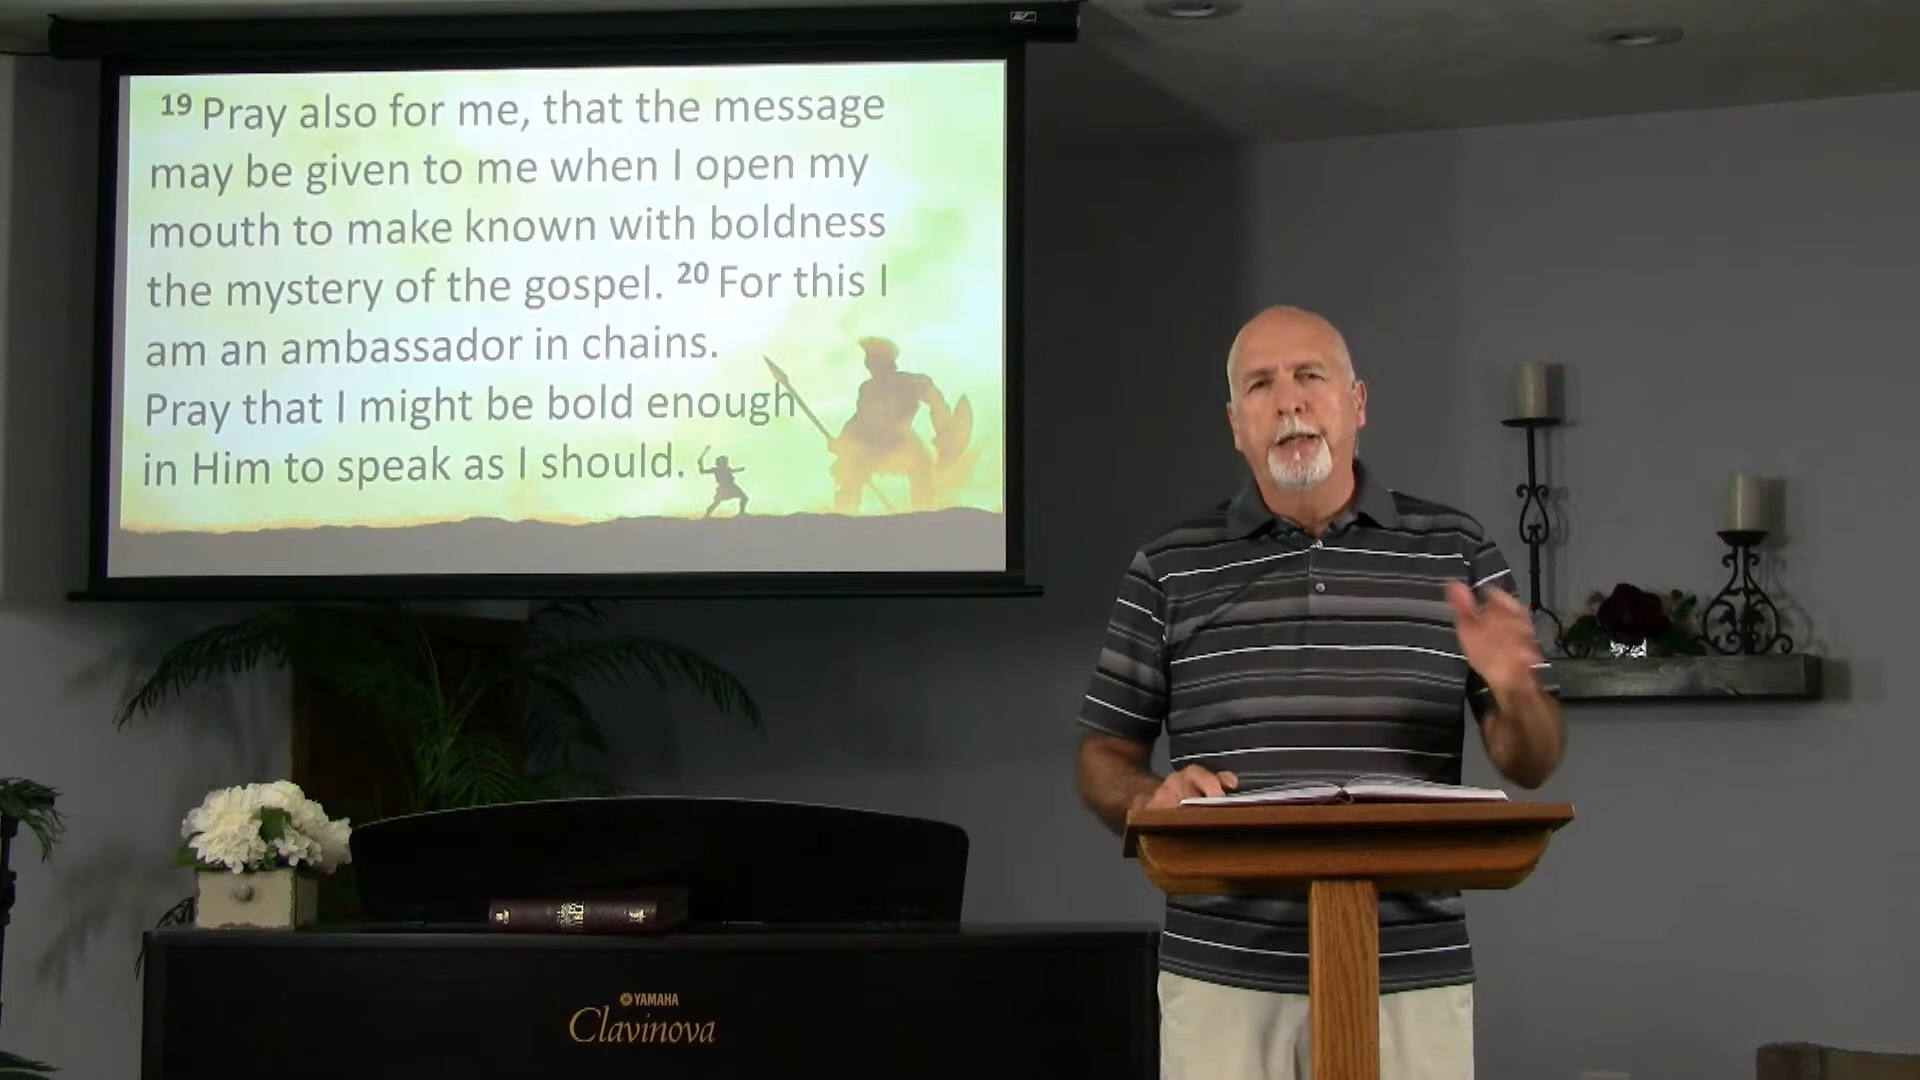 19 Pray also for me, that the message
may be given to me when I open my
mouth to make known with boldness
the mystery of the gospel. 20 For this I
am an ambassador in chains.
Pray that I might be bold enough
in Him to speak as I should.
YAMAHA
Clavinova